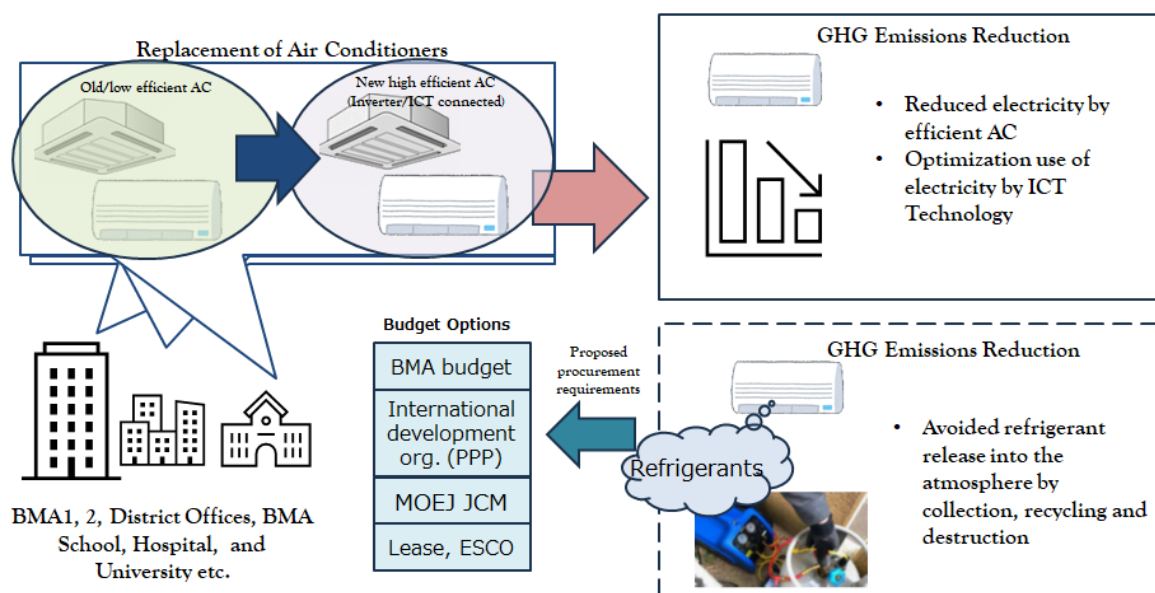 Replacement of Air Conditioners
Old/low efficient AC
New high efficient AC
(Inverter/ICT connected)
GHG Emissions Reduction
• Reduced electricity by
efficient AC
• Optimization use of
electricity by ICT
Technology
BMA1, 2, District Offices, BMA
School, Hospital, and
University etc.
Budget Options
BMA budget
International
development
org. (PPP)
MOEJ JCM
Lease, ESCO
Proposed
procurement
requirements
GHG Emissions Reduction
Refrigerants
• Avoided refrigerant
release into the
atmosphere by
collection, recycling and
destruction